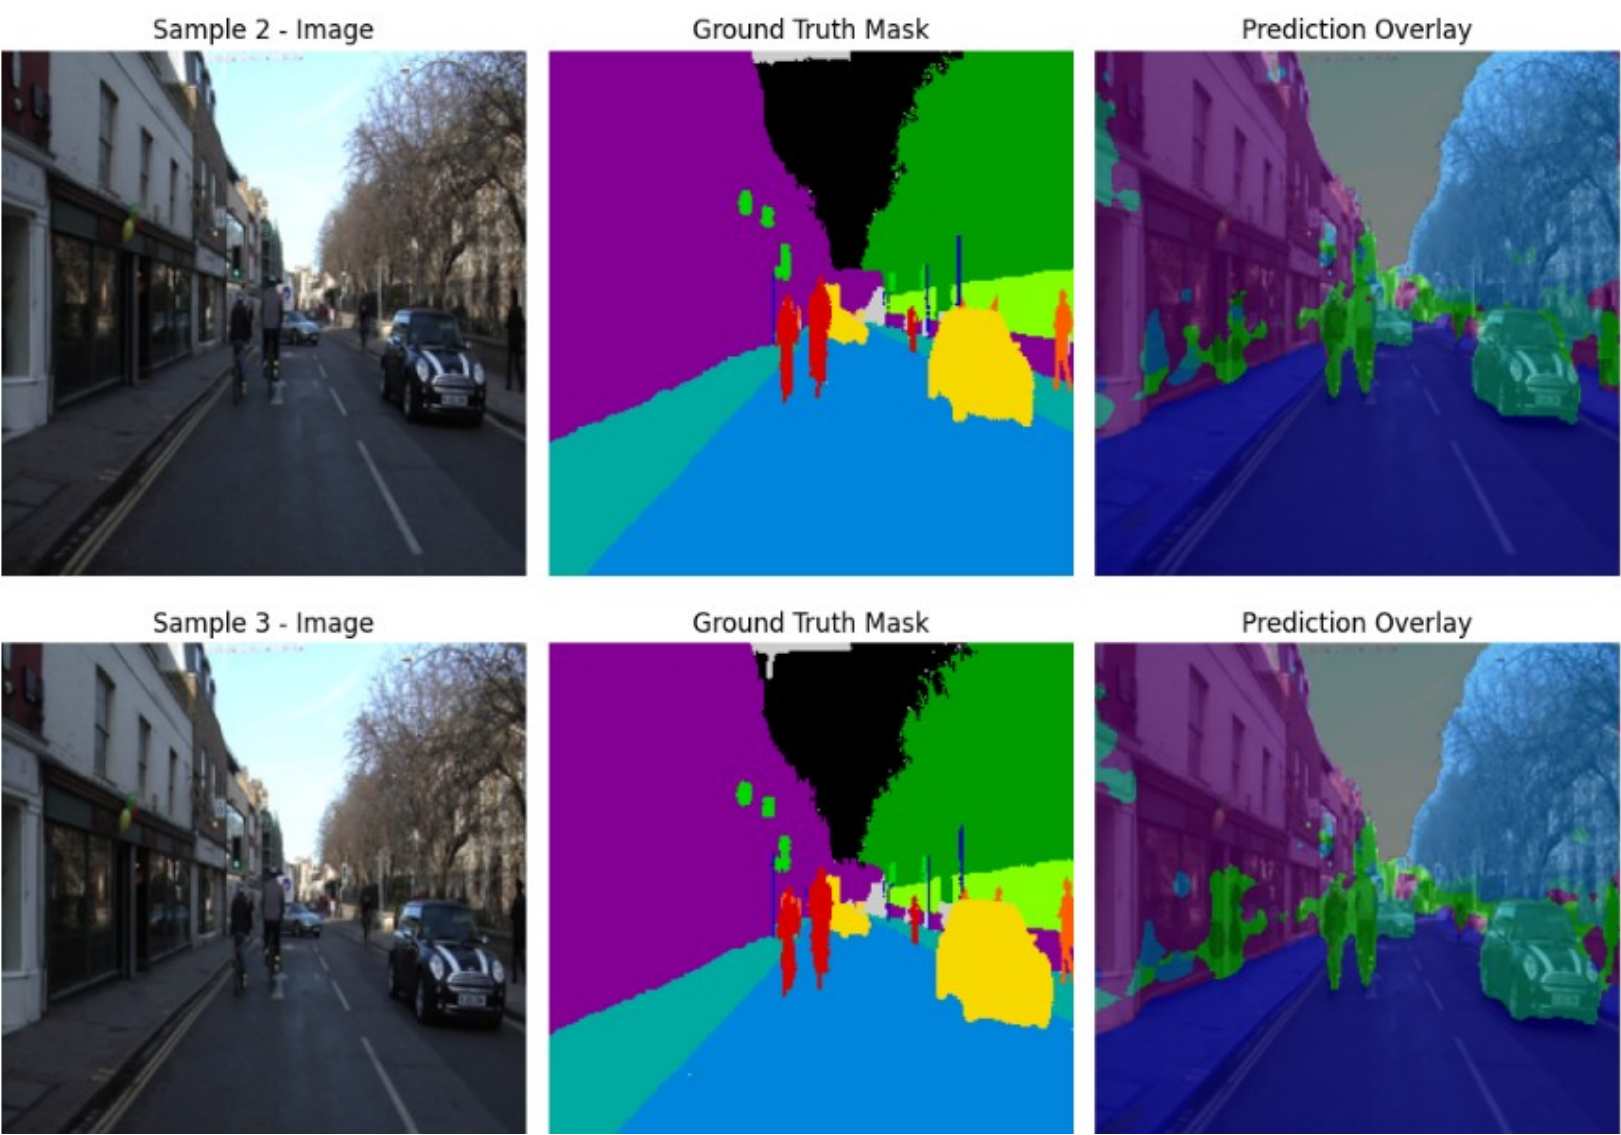 Sample 2 - Image
Ground Truth Mask
Prediction Overlay
Sample 3 - Image
Ground Truth Mask
Prediction Overlay